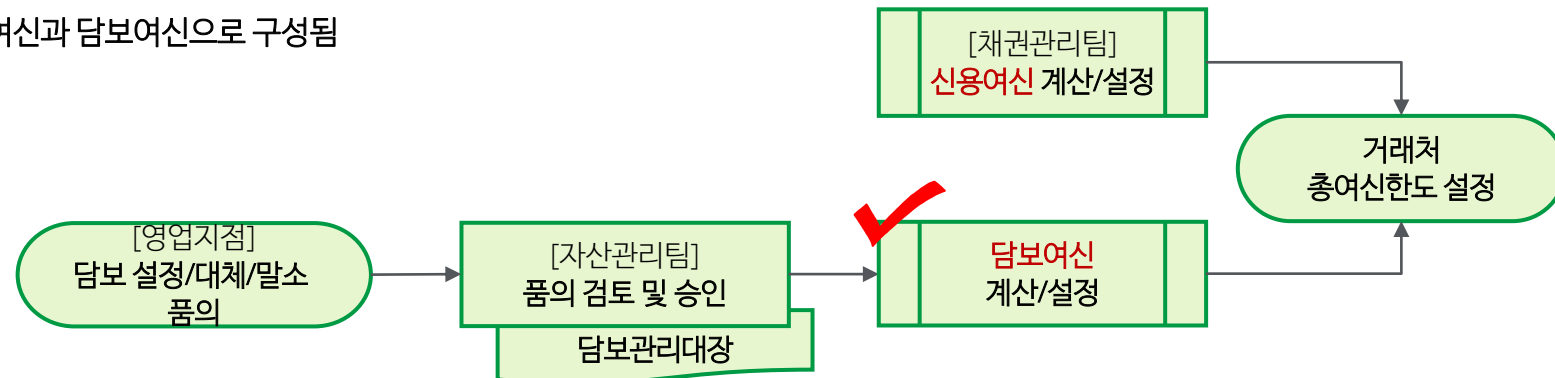 여신과 담보여신으로 구성됨
[채권관리팀]
신용여신 계산/설정
거래처
총여신한도 설정
[영업지점]
담보 설정/대체/말소
품의
[자산관리팀]
품의 검토 및 승인
담보관리대장
담보여신
계산/설정